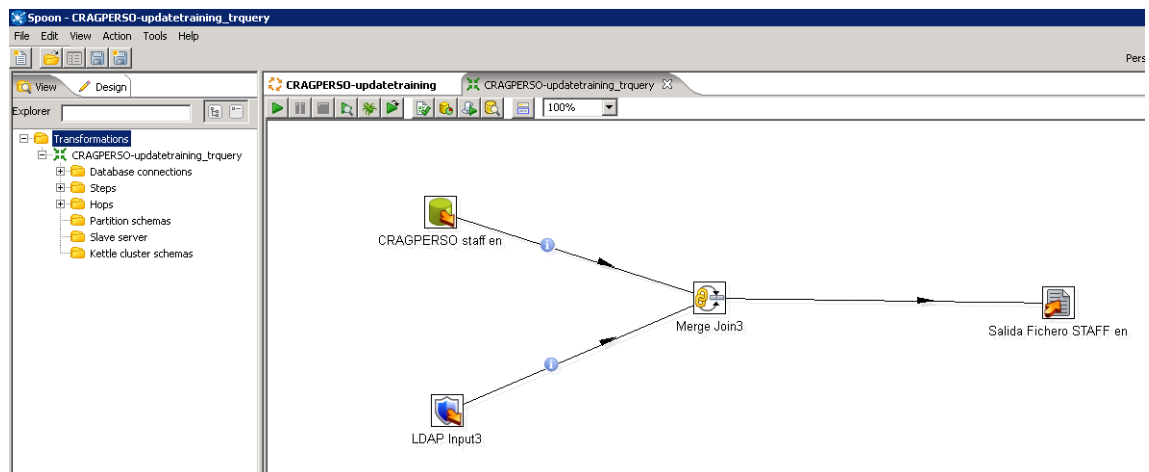 Spoon - CRAGPERSO-updatetraining_trquery
File Edit View Action Tools Help
Pers
View Design
CRAGPERSO-updatetraining CRAGPERSO-updatetraining_trquery
Explorer
100%
Transformations
CRAGPERSO-updatetraining_trquery
Database connections
Steps
Hops
Partition schemas
Slave server
Kettle cluster schemas
CRAGPERSO staff en
Merge Join3
Salida Fichero STAFF en
LDAP Input3